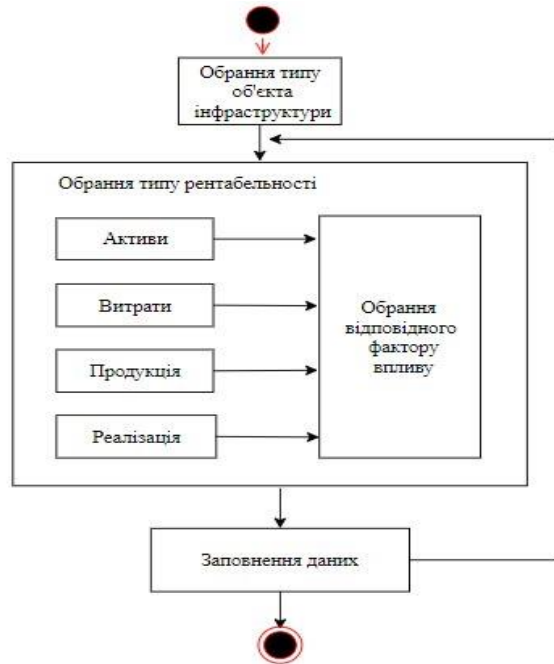 Обрання типу
об'єкта
інфраструктури
Обрання типу рентабельності
Активи
Витрати
Продукція
Реалізація
Обрання
відповідного
фактору
впливу
Заповнення даних